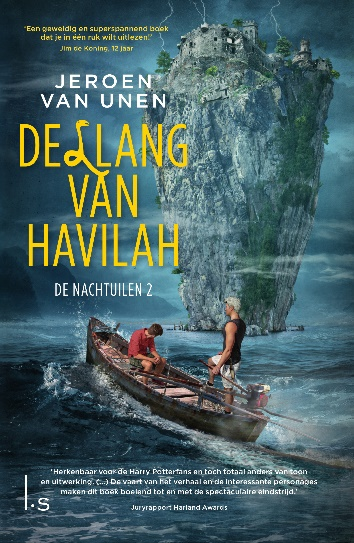 "Een geweldig en superspannend boek
dat je in één ruk wilt uitlezen."
Jim de Koning, 12 jaar
JEROEN
VAN UNEN
DE SLANG
VAN
HAVILAH
DE NACHTUILEN 2
'Herkenbaar voor de Harry Potterfans en toch totaal anders van toon
en uitwerking. (...) De vaart van het verhaal en de interessante personages
maken dit boek boeiend tot en met de spectaculaire eindstrijd.'
Juryrapport Harland Awards
L.S